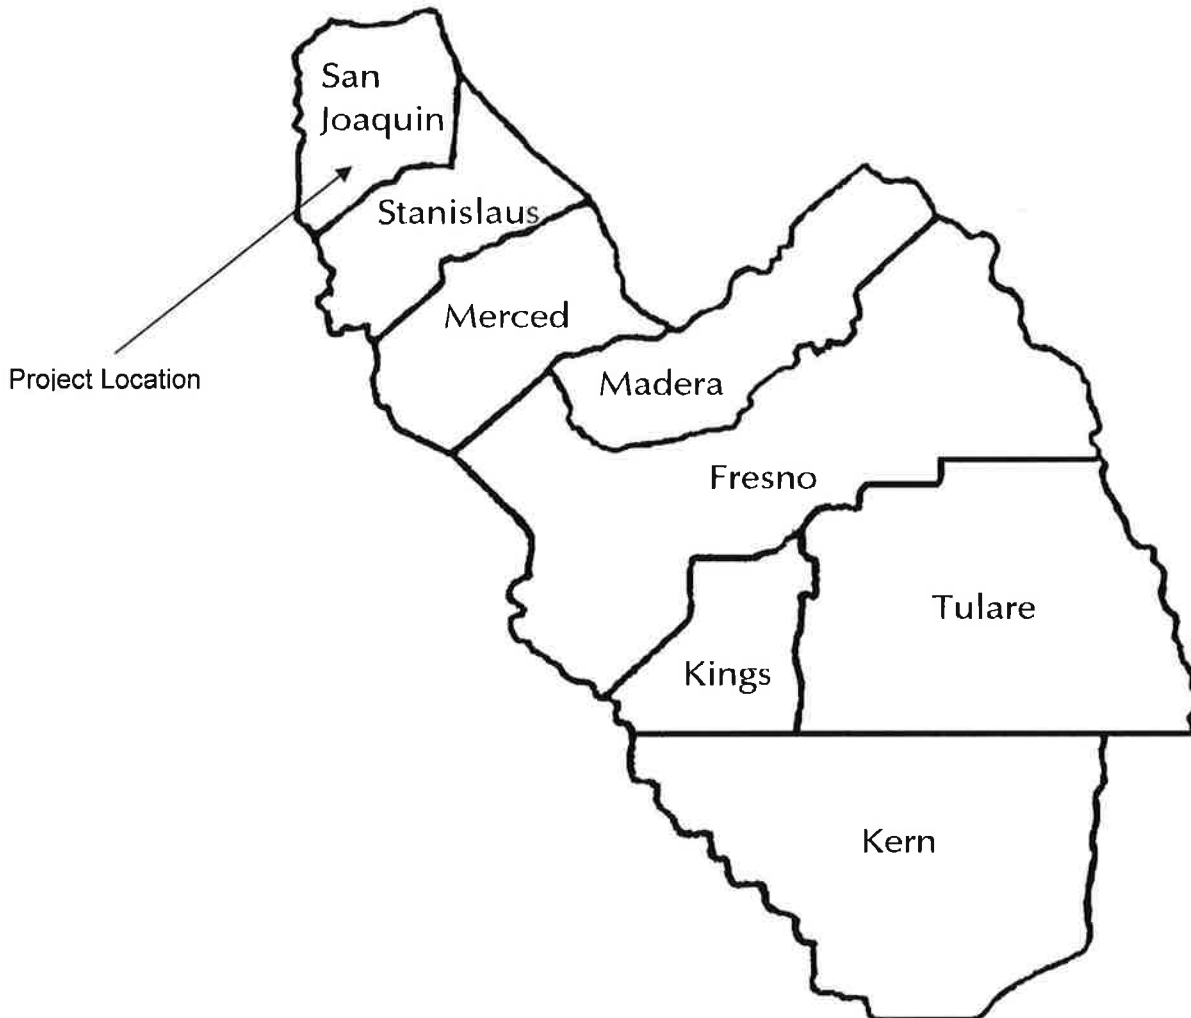 San
Joaquin
Stanislaus
Merced
Project Location
Madera
Fresno
Tulare
Kings
Kern